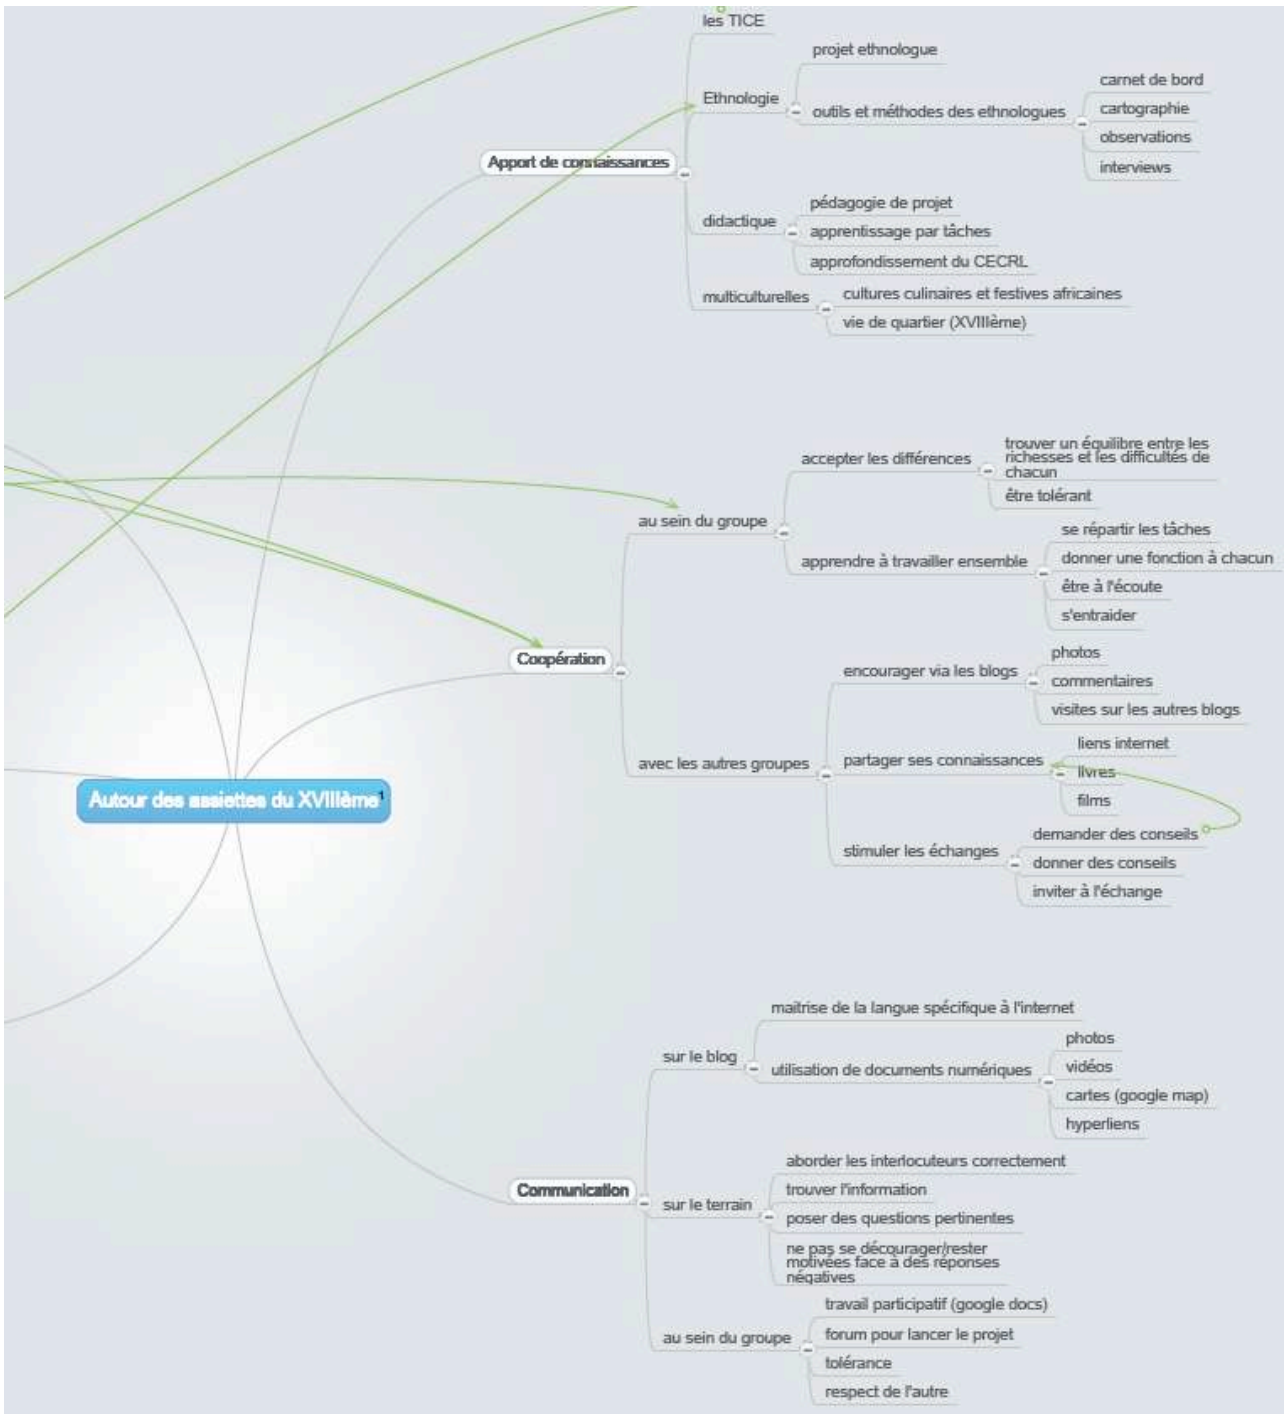 les TICE
projet ethnologue
Ethnologie
outils et méthodes des ethnologues
carnet de bord
cartographie
observations
interviews
Apport de connaissances
didactique
pédagogie de projet
apprentissage par tâches
approfondissement du CECRL
multiculturelles
cultures culinaires et festives africaines
vie de quartier (XVIIIème)
accepter les différences
trouver un équilibre entre les
richesses et les difficultés de
chacun
être tolérant
au sein du groupe
apprendre à travailler ensemble
se répartir les tâches
donner une fonction à chacun
être à l'écoute
s'entraider
Coopération
encourager via les blogs
photos
commentaires
visites sur les autres blogs
avec les autres groupes
partager ses connaissances
liens internet
livres
films
stimuler les échanges
demander des conseils
donner des conseils
inviter à l'échange
Autour des assiettes du XVIIIème¹
maitrise de la langue spécifique à l'internet
sur le blog
utilisation de documents numériques
photos
vidéos
cartes (google map)
hyperliens
Communication
sur le terrain
aborder les interlocuteurs correctement
trouver l'information
poser des questions pertinentes
ne pas se décourager/rester
motivées face à des réponses
négatives
au sein du groupe
travail participatif (google docs)
forum pour lancer le projet
tolérance
respect de l'autre